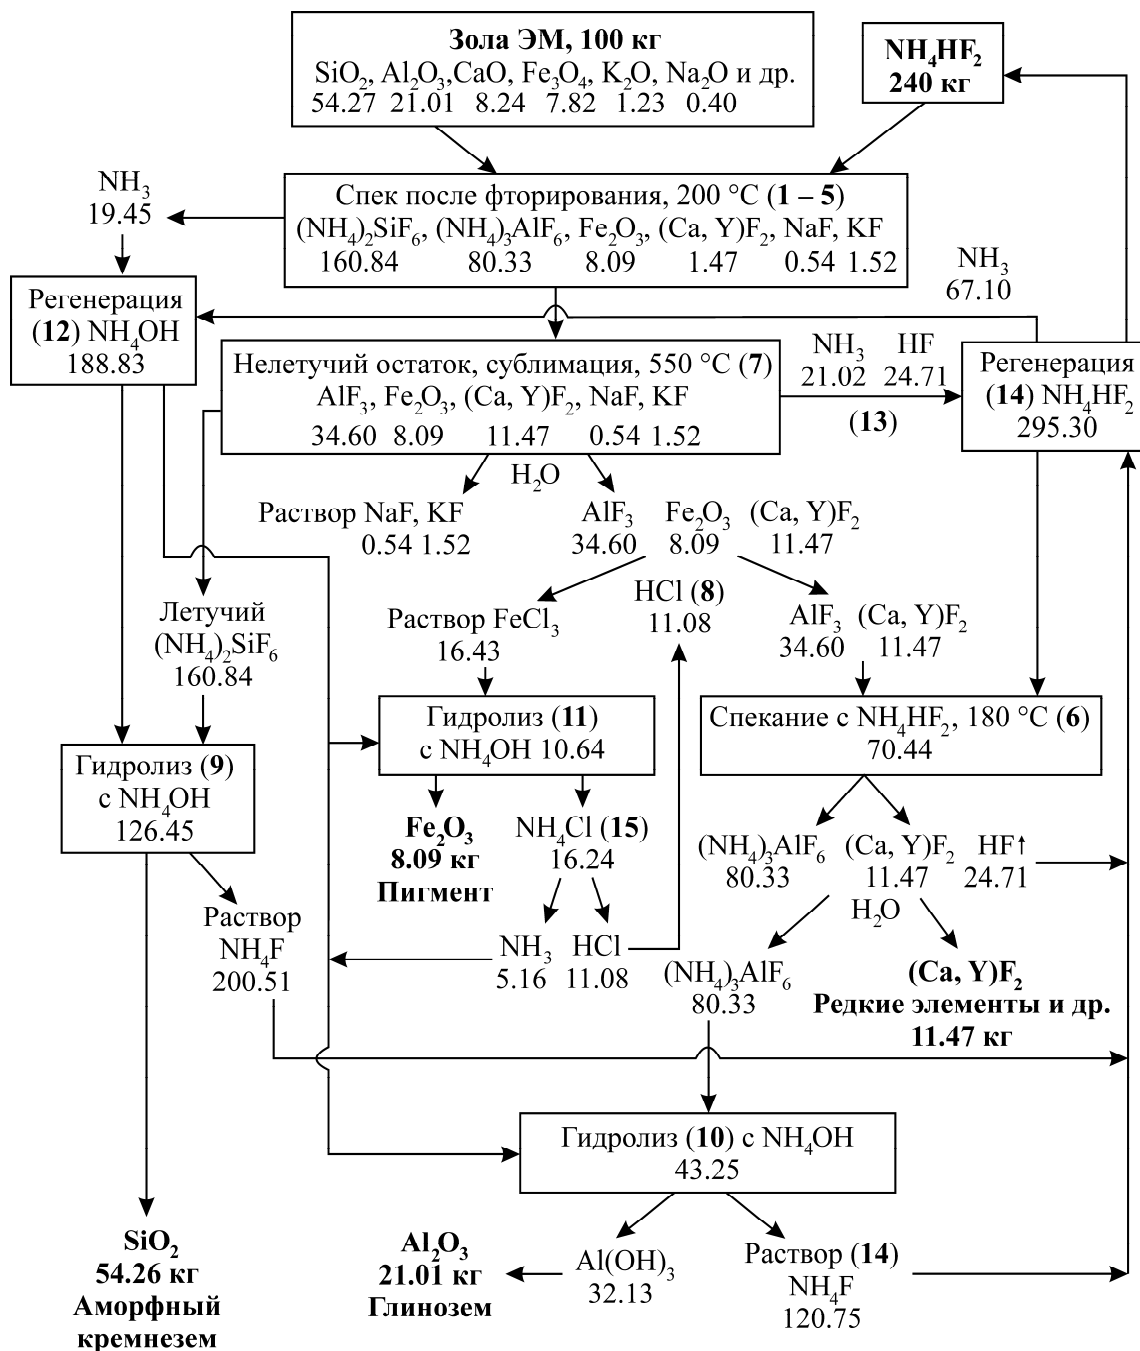 Зола ЭМ, 100 кг
SiO₂, Al₂O₃,CaO, Fe₃O₄, K₂O, Na₂O и др.
54.27 21.01 8.24 7.82 1.23 0.40
NH₄HF₂
240 кг
NH₃
19.45
Спек после фторирования, 200 °C (1 – 5)
(NH₄)₂SiF₆, (NH₄)₃AlF₆, Fe₂O₃, (Ca, Y)F₂, NaF, KF
160.84 80.33 8.09 1.47 0.54 1.52
NH₃
67.10
Регенерация
(12) NH₄OH
188.83
Нелетучий остаток, сублимация, 550 °C (7)
AlF₃, Fe₂O₃, (Ca, Y)F₂, NaF, KF
34.60 8.09 11.47 0.54 1.52
NH₃ HF
21.02 24.71
(13)
Регенерация
(14) NH₄HF₂
295.30
H₂O
Раствор NaF, KF
0.54 1.52
AlF₃ Fe₂O₃ (Ca, Y)F₂
34.60 8.09 11.47
Летучий
(NH₄)₂SiF₆
160.84
Раствор FeCl₃
16.43
HCl (8)
11.08
AlF₃ (Ca, Y)F₂
34.60 11.47
Гидролиз (11)
с NH₄OH 10.64
Спекание с NH₄HF₂, 180 °C (6)
70.44
Гидролиз (9)
с NH₄OH
126.45
Fe₂O₃
8.09 кг
Пигмент
NH₄Cl (15)
16.24
(NH₄)₃AlF₆ (Ca, Y)F₂ HF↑
80.33 11.47 24.71
H₂O
Раствор
NH₄F
200.51
NH₃ HCl
5.16 11.08
(NH₄)₃AlF₆
80.33
(Ca, Y)F₂
Редкие элементы и др.
11.47 кг
Гидролиз (10) с NH₄OH
43.25
SiO₂
54.26 кг
Аморфный
кремнезем
Al₂O₃
21.01 кг
Глинозем
Al(OH)₃
32.13
Раствор (14)
NH₄F
120.75